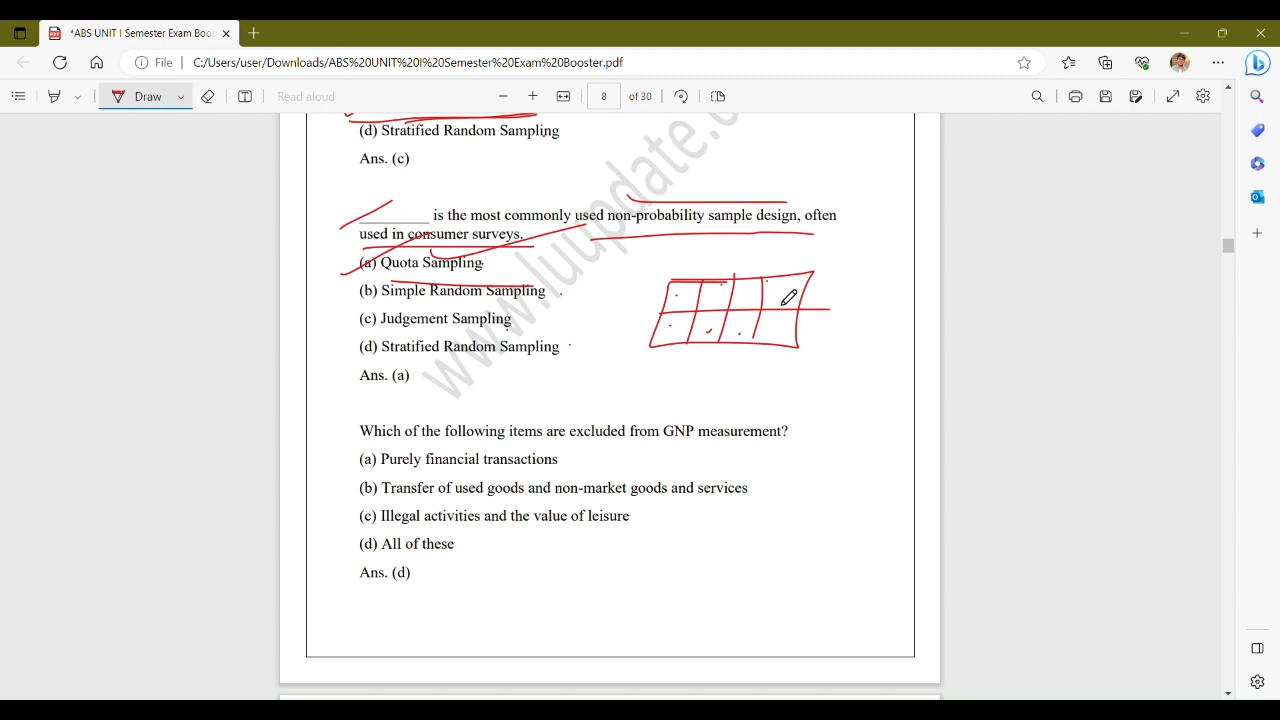 *ABS UNIT I Semester Exam Boo
File
C:/Users/user/Downloads/ABS%20UNIT%20I%20Semester%20Exam%20Booster.pdf
Draw
Read aloud
8 of 30
(d) Stratified Random Sampling
Ans. (c)
__________ is the most commonly used non-probability sample design, often
used in consumer surveys.
(a) Quota Sampling
(b) Simple Random Sampling
(c) Judgement Sampling
(d) Stratified Random Sampling
Ans. (a)
Which of the following items are excluded from GNP measurement?
(a) Purely financial transactions
(b) Transfer of used goods and non-market goods and services
(c) Illegal activities and the value of leisure
(d) All of these
Ans. (d)
www.luupdate.c